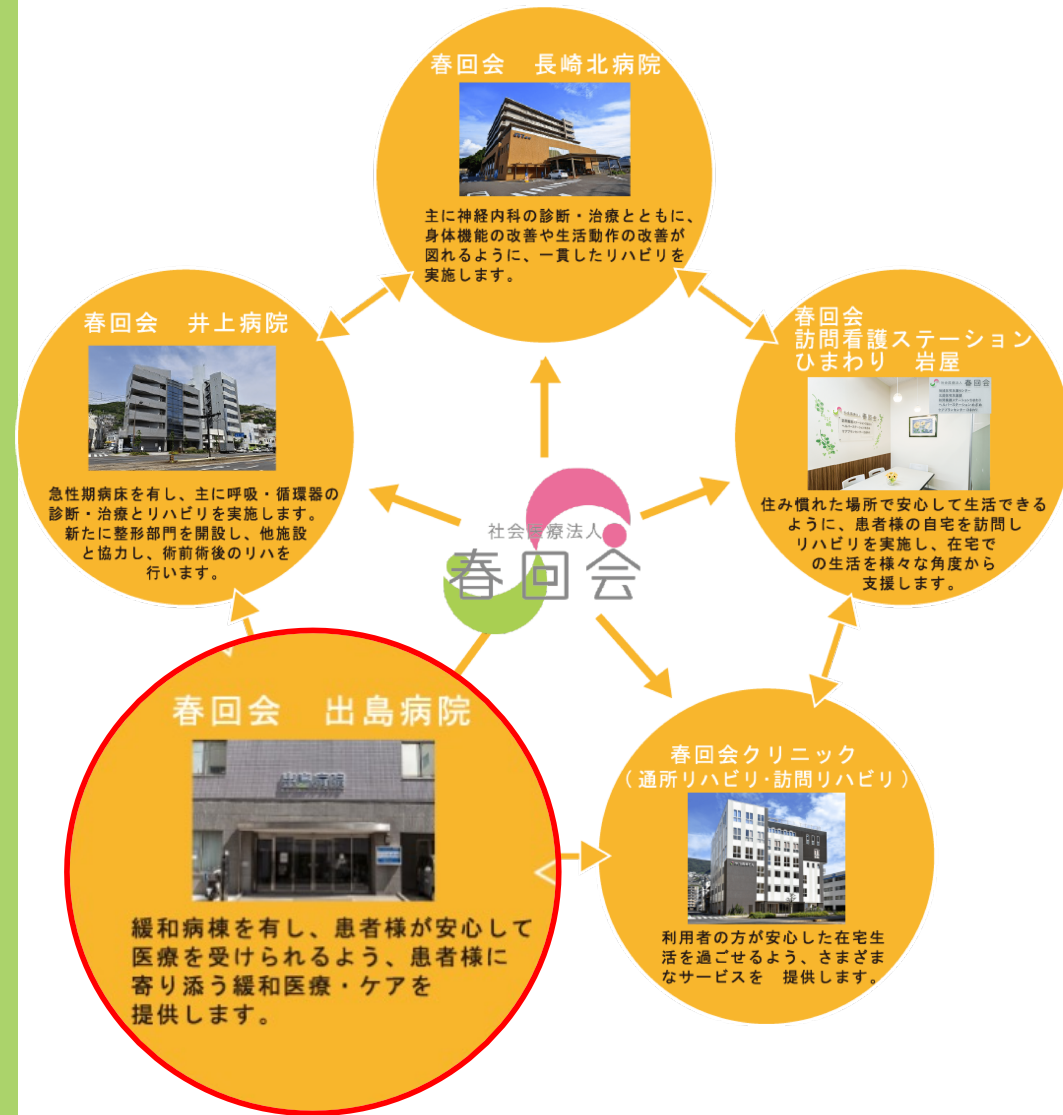 春回会　長崎北病院
主に神経内科の診断・治療とともに、
身体機能の改善や生活動作の改善が
図れるように、一貫したリハビリを
実施します。
春回会　井上病院
急性期病床を有し、主に呼吸・循環器の
診断・治療とリハビリを実施します。
新たに整形部門を開設し、他施設
と協力し、術前術後のリハを
行います。
春回会
訪問看護ステーション
ひまわり　岩屋
春回会
春回会
住み慣れた場所で安心して生活できる
ように、患者様の自宅を訪問し
リハビリを実施し、在宅で
の生活を様々な角度から
支援します。
社会医療法人
春回会
春回会　出島病院
出島病院
緩和病棟を有し、患者様が安心して
医療を受けられるよう、患者様に
寄り添う緩和医療・ケアを
提供します。
春回会クリニック
（通所リハビリ・訪問リハビリ）
利用者の方が安心した在宅生
活を過ごせるよう、さまざま
なサービスを　提供します。